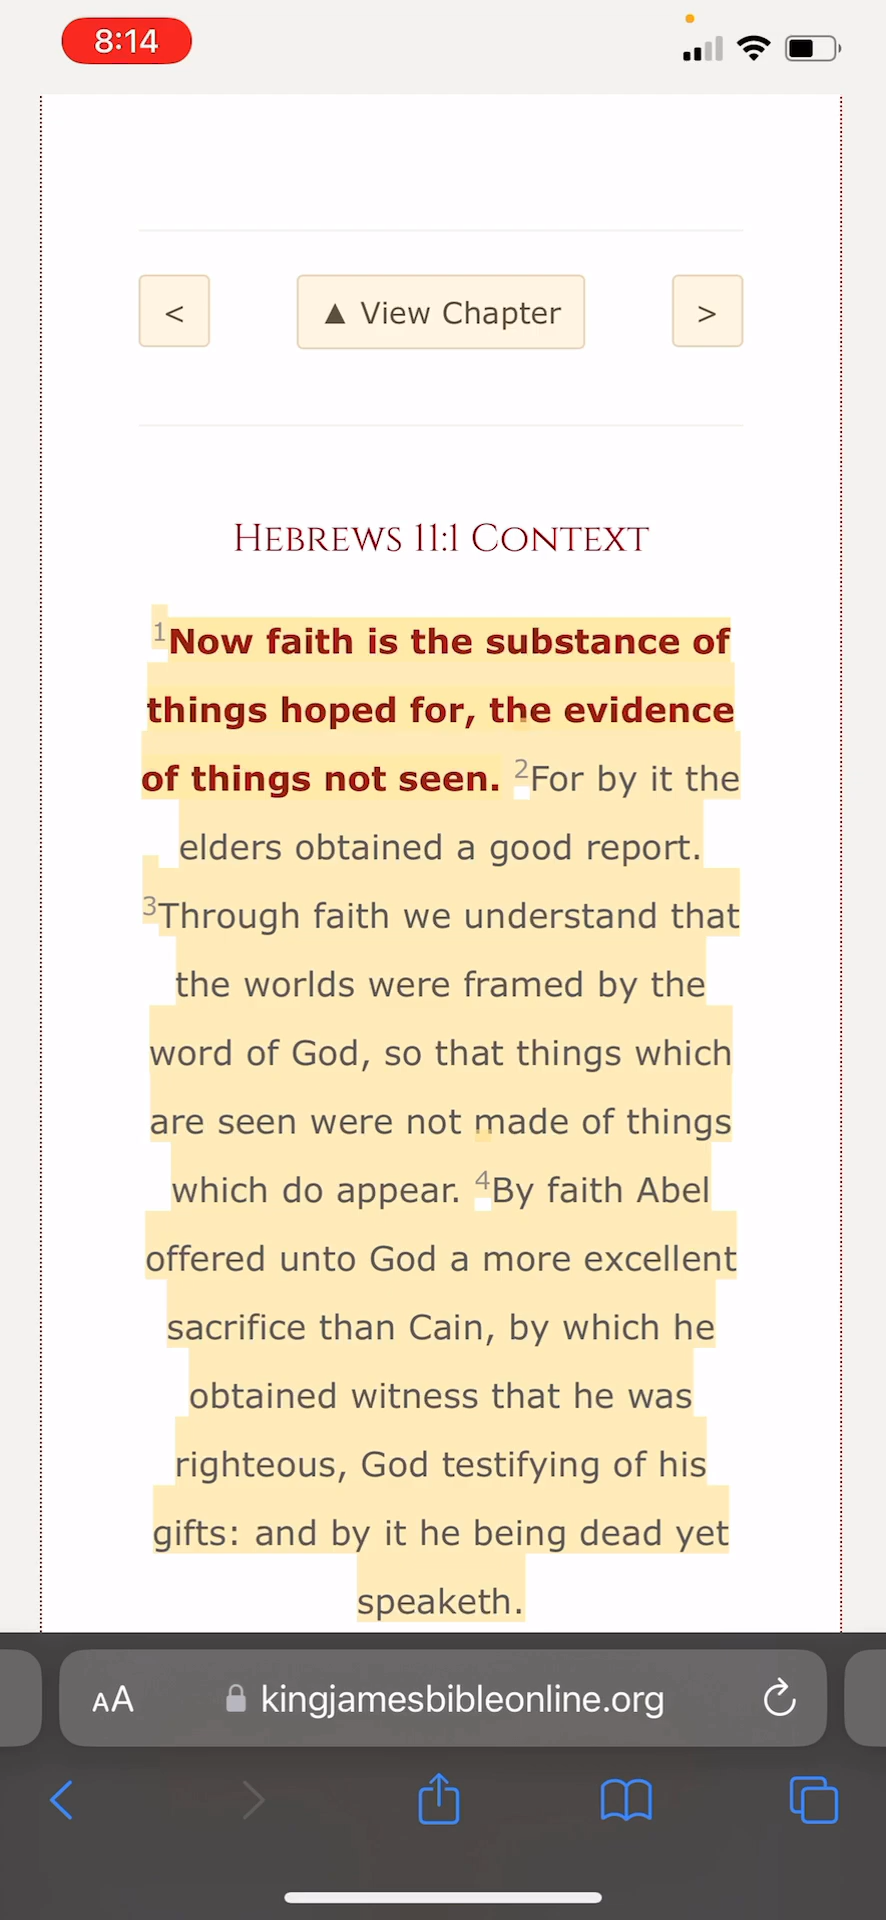 8:14
< ▲ View Chapter >
Hebrews 11:1 Context
1Now faith is the substance of
things hoped for, the evidence
of things not seen. 2For by it the
elders obtained a good report.
3Through faith we understand that
the worlds were framed by the
word of God, so that things which
are seen were not made of things
which do appear. 4By faith Abel
offered unto God a more excellent
sacrifice than Cain, by which he
obtained witness that he was
righteous, God testifying of his
gifts: and by it he being dead yet
speaketh.
AA kingjamesbibleonline.org